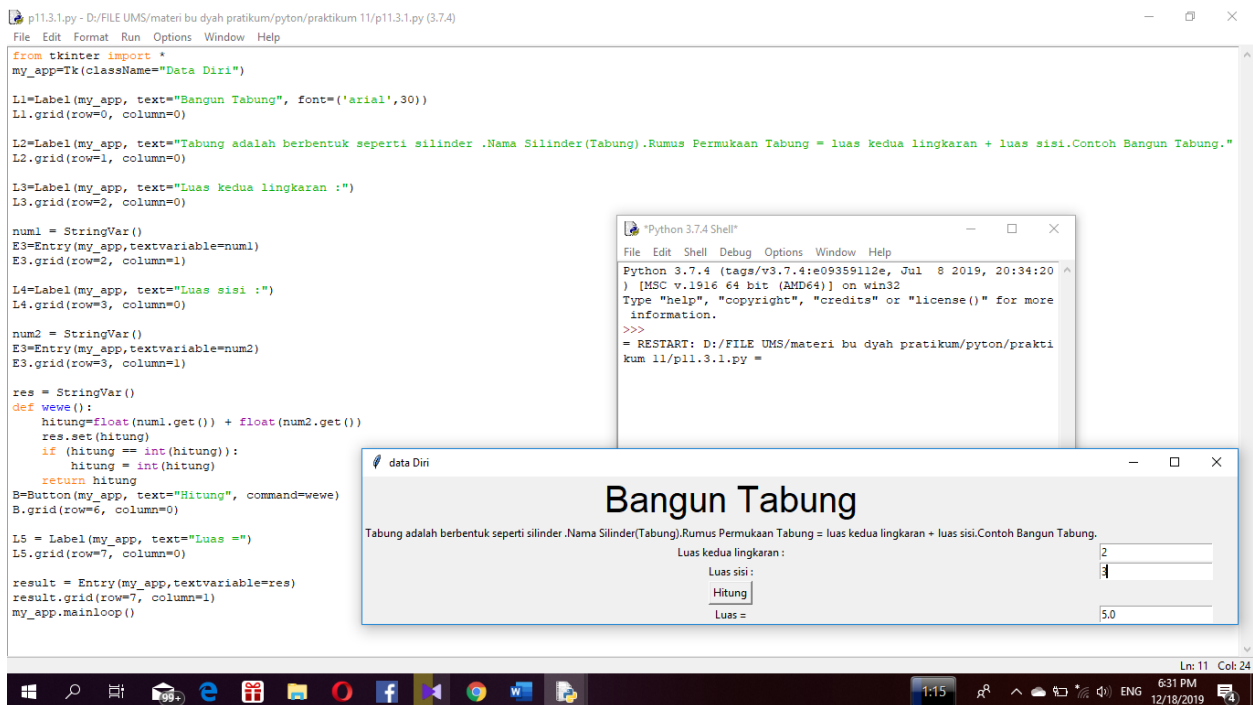 p11.3.1.py - D:/FILE UMS/materi bu dyah pratikum/pyton/praktikum 11/p11.3.1.py (3.7.4)
File Edit Format Run Options Window Help
from tkinter import *
my_app=Tk(className="Data Diri")
L1=Label(my_app, text="Bangun Tabung", font=('arial',30))
L1.grid(row=0, column=0)
L2=Label(my_app, text="Tabung adalah berbentuk seperti silinder .Nama Silinder(Tabung).Rumus Permukaan Tabung = luas kedua lingkaran + luas sisi.Contoh Bangun Tabung."
L2.grid(row=1, column=0)
L3=Label(my_app, text="Luas kedua lingkaran :")
L3.grid(row=2, column=0)
num1 = StringVar()
E3=Entry(my_app,textvariable=num1)
E3.grid(row=2, column=1)
L4=Label(my_app, text="Luas sisi :")
L4.grid(row=3, column=0)
num2 = StringVar()
E3=Entry(my_app,textvariable=num2)
E3.grid(row=3, column=1)
res = StringVar()
def wewe():
    hitung=float(num1.get()) + float(num2.get())
    res.set(hitung)
    if (hitung == int(hitung)):
        hitung = int(hitung)
    return hitung
B=Button(my_app, text="Hitung", command=wewe)
B.grid(row=6, column=0)
L5 = Label(my_app, text="Luas =")
L5.grid(row=7, column=0)
result = Entry(my_app,textvariable=res)
result.grid(row=7, column=1)
my_app.mainloop()
*Python 3.7.4 Shell*
File Edit Shell Debug Options Window Help
Python 3.7.4 (tags/v3.7.4:e09359112e, Jul  8 2019, 20:34:20
) [MSC v.1916 64 bit (AMD64)] on win32
Type "help", "copyright", "credits" or "license()" for more
 information.
>>>
= RESTART: D:/FILE UMS/materi bu dyah pratikum/pyton/prakti
kum 11/p11.3.1.py =
data Diri
Bangun Tabung
Tabung adalah berbentuk seperti silinder .Nama Silinder(Tabung).Rumus Permukaan Tabung = luas kedua lingkaran + luas sisi.Contoh Bangun Tabung.
Luas kedua lingkaran : 2
Luas sisi : 3
Hitung
Luas = 5.0
Ln: 11 Col: 24
99+ 1:15 ENG 6:31 PM
12/18/2019 4